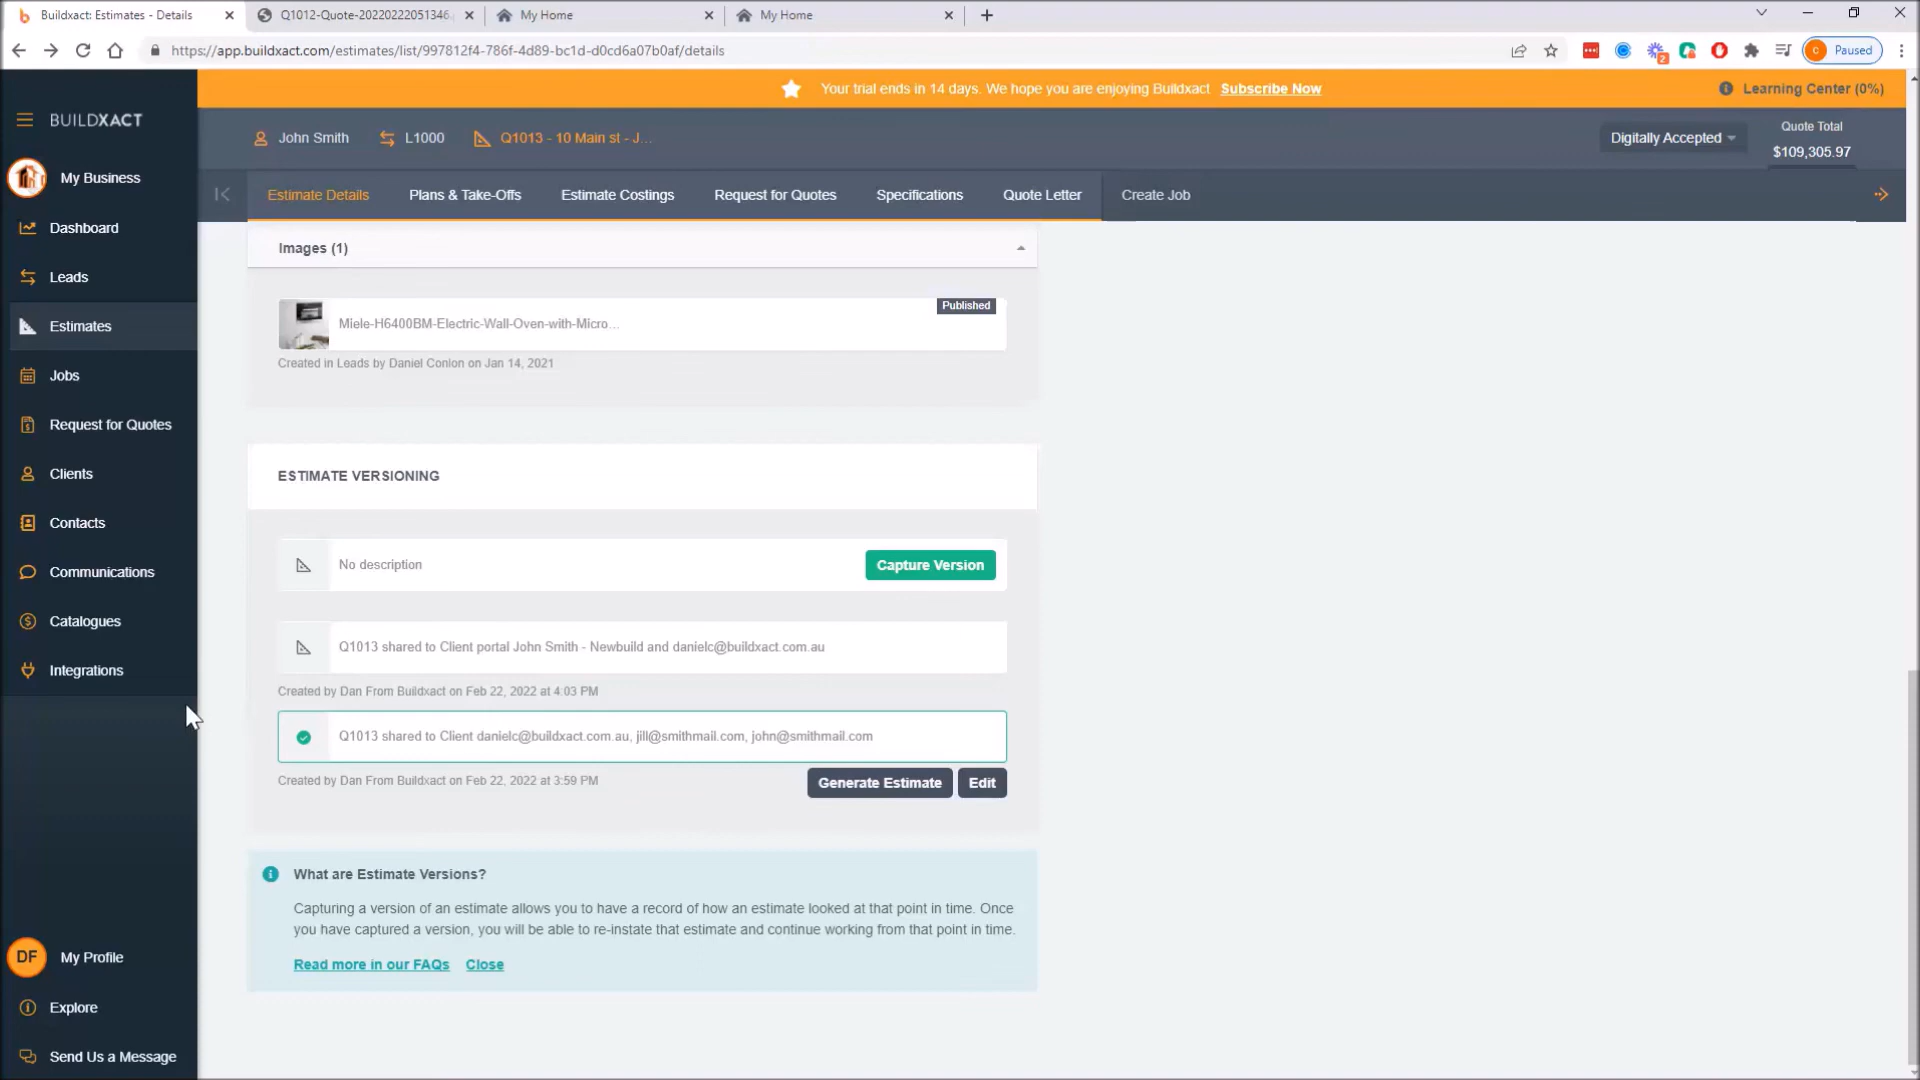 Buildxact: Estimates - Details
Q1012-Quote-20220222051346.
My Home
My Home
https://app.buildxact.com/estimates/list/997812f4-786f-4d89-bc1d-d0cd6a07b0af/details
2
C
Paused
Your trial ends in 14 days. We hope you are enjoying Buildxact Subscribe Now
Learning Center (0%)
BUILDXACT
John Smith
L1000
Q1013 - 10 Main st - J...
Digitally Accepted
Quote Total
$109,305.97
My Business
Estimate Details
Plans & Take-Offs
Estimate Costings
Request for Quotes
Specifications
Quote Letter
Create Job
Dashboard
Leads
Estimates
Jobs
Request for Quotes
Clients
Contacts
Communications
Catalogues
Integrations
Images (1)
Published
Miele-H6400BM-Electric-Wall-Oven-with-Micro...
Created in Leads by Daniel Conlon on Jan 14, 2021
ESTIMATE VERSIONING
No description
Capture Version
Q1013 shared to Client portal John Smith - Newbuild and danielc@buildxact.com.au
Created by Dan From Buildxact on Feb 22, 2022 at 4:03 PM
Q1013 shared to Client danielc@buildxact.com.au, jill@smithmail.com, john@smithmail.com
Created by Dan From Buildxact on Feb 22, 2022 at 3:59 PM
Generate Estimate
Edit
What are Estimate Versions?
Capturing a version of an estimate allows you to have a record of how an estimate looked at that point in time. Once
you have captured a version, you will be able to re-instate that estimate and continue working from that point in time.
Read more in our FAQs
Close
DF
My Profile
Explore
Send Us a Message